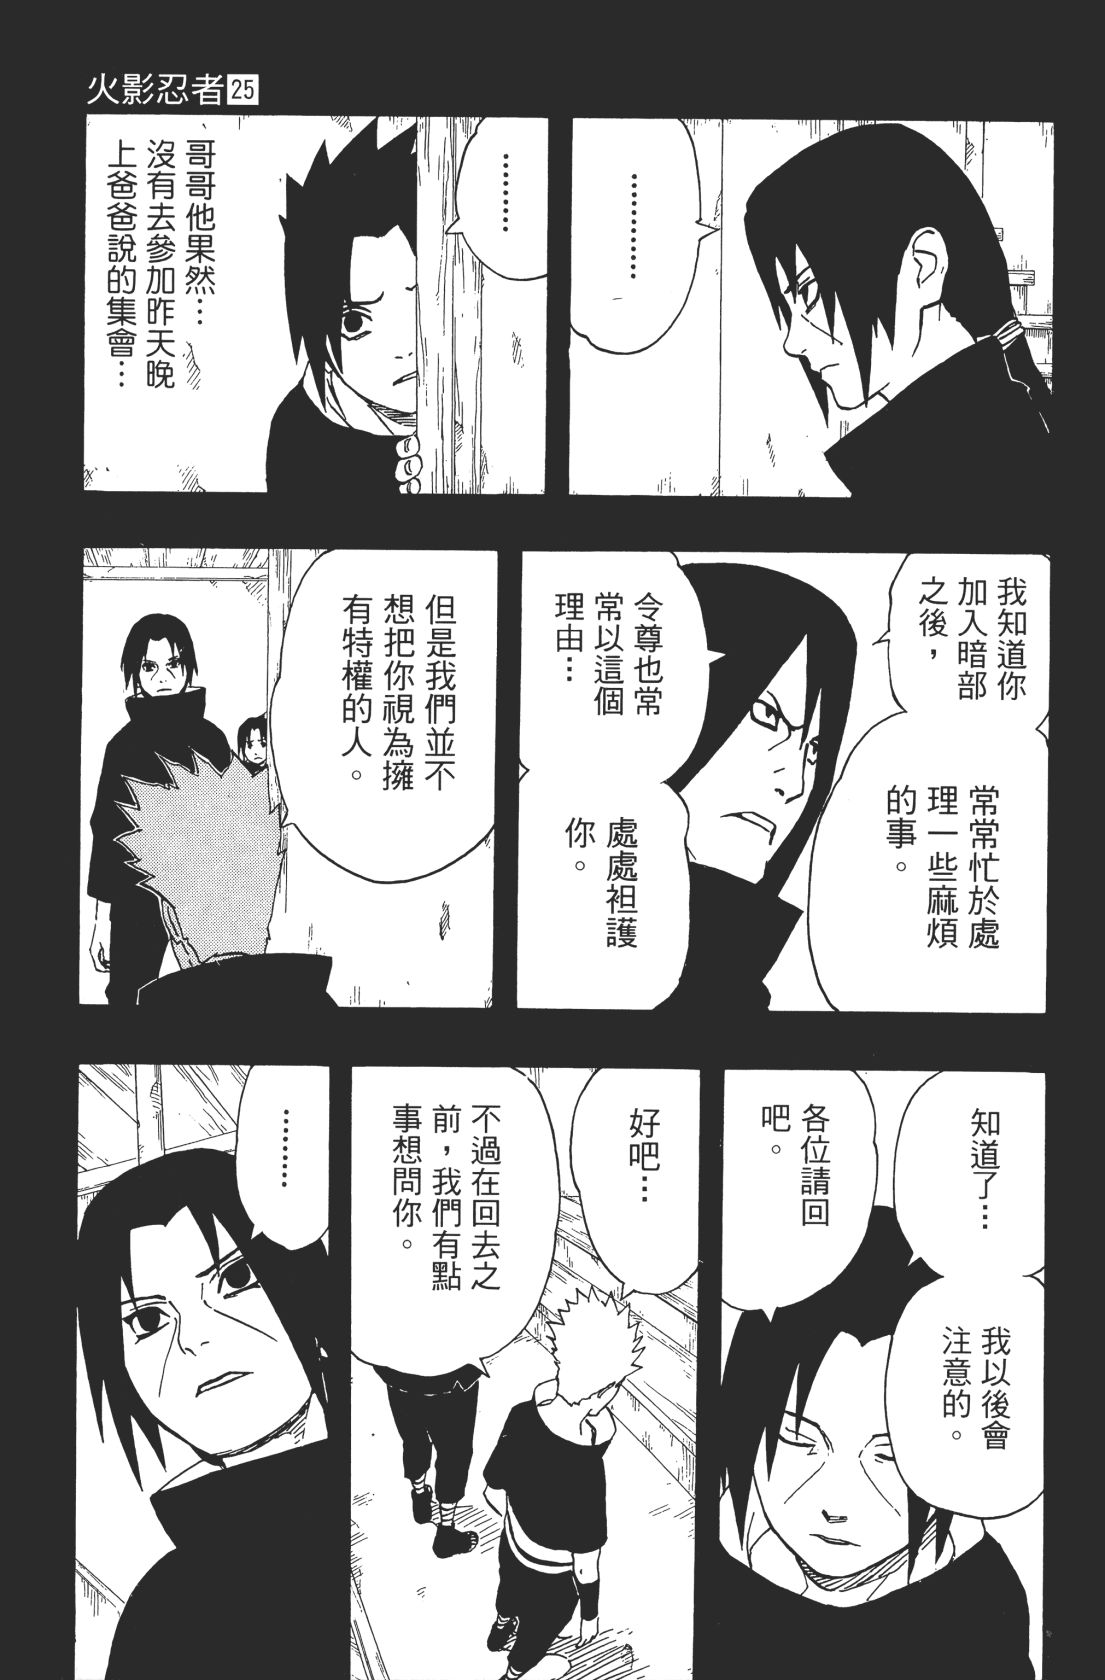 火影忍者25
…………
………
哥哥他果然…
沒有去參加昨天晚
上爸爸說的集會…
我知道你
加入暗部
之後，
常常忙於處
理一些麻煩
的事。
令尊也常
常以這個
理由…
處處袒護
你。
但是我們並不
想把你視為擁
有特權的人。
知道了…
我以後會
注意的。
各位請回
吧。
好吧…
不過在回去之
前，我們有點
事想問你。
………